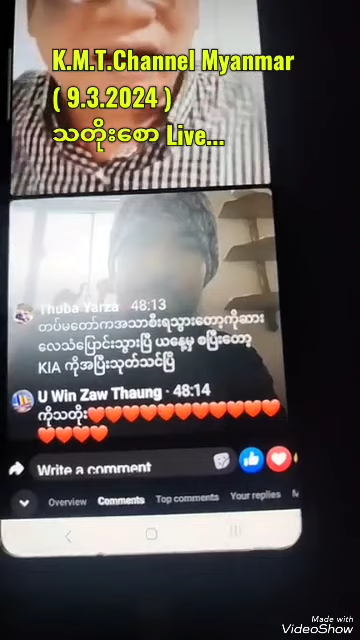 K.M.T.Channel Myanmar
( 9.3.2024 )
သတိုးစော Live...
Thuba Yarza 48:13
တပ်မတော်ကအသာစီးရသွားတော့ကိုဆား
လေသံပြောင်းသွားပြီ ယနေ့မှ စပြီးတော့
KIA ကိုအပြီးသုတ်သင်ပြီ
U Win Zaw Thaung · 48:14
ကိုသတိုး❤️❤️❤️❤️❤️❤️❤️❤️❤️❤️❤️❤️❤️
❤️❤️❤️❤️
Write a comment
Overview Comments Top comments Your replies M
Made with
VideoShow